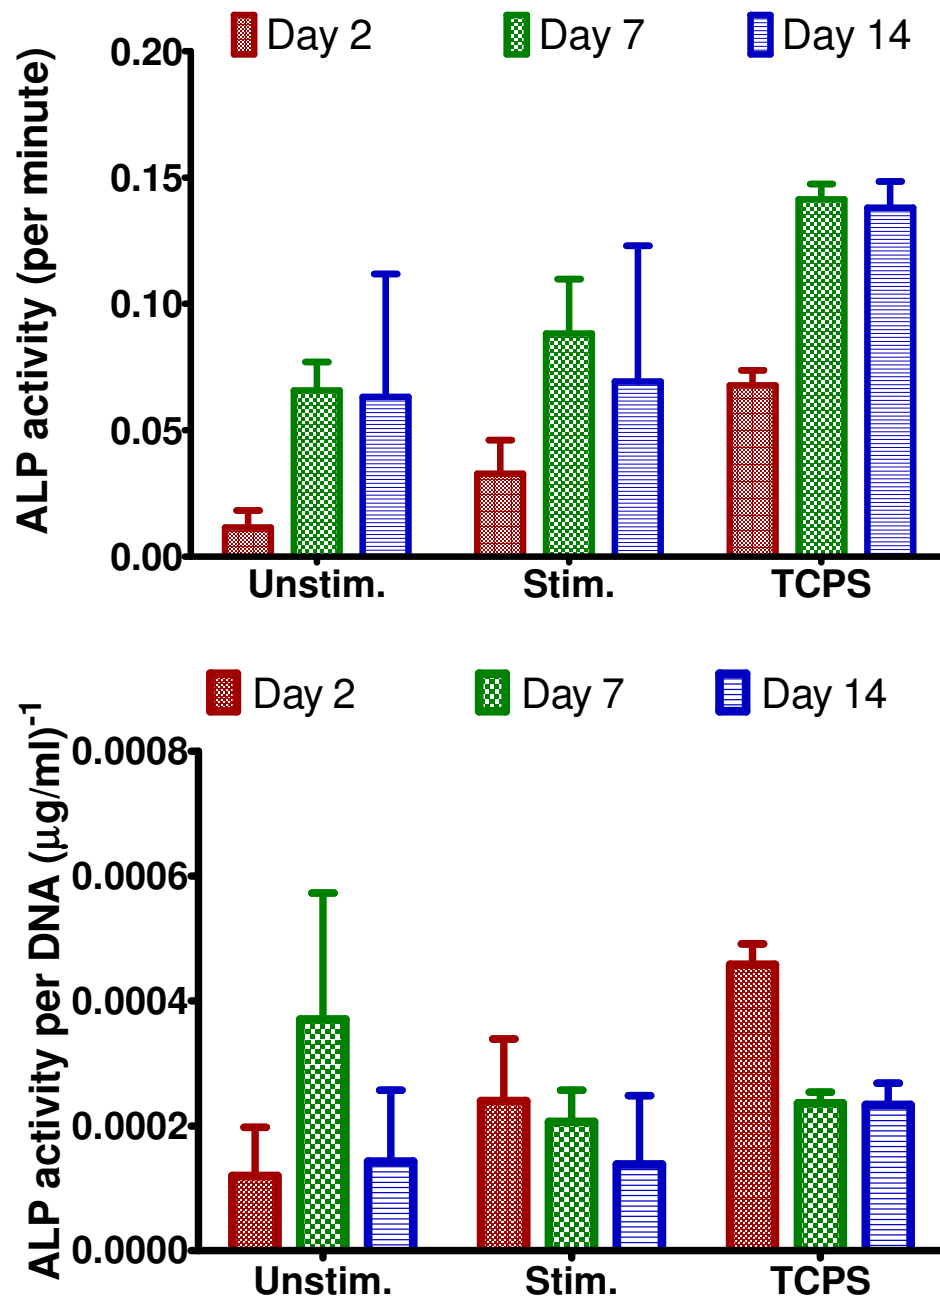 Day 2 Day 7 Day 14
ALP activity (per minute)
0.20
0.15
0.10
0.05
0.00
Unstim. Stim. TCPS
Day 2 Day 7 Day 14
ALP activity per DNA (μg/ml)-1
0.0008
0.0006
0.0004
0.0002
0.0000
Unstim. Stim. TCPS